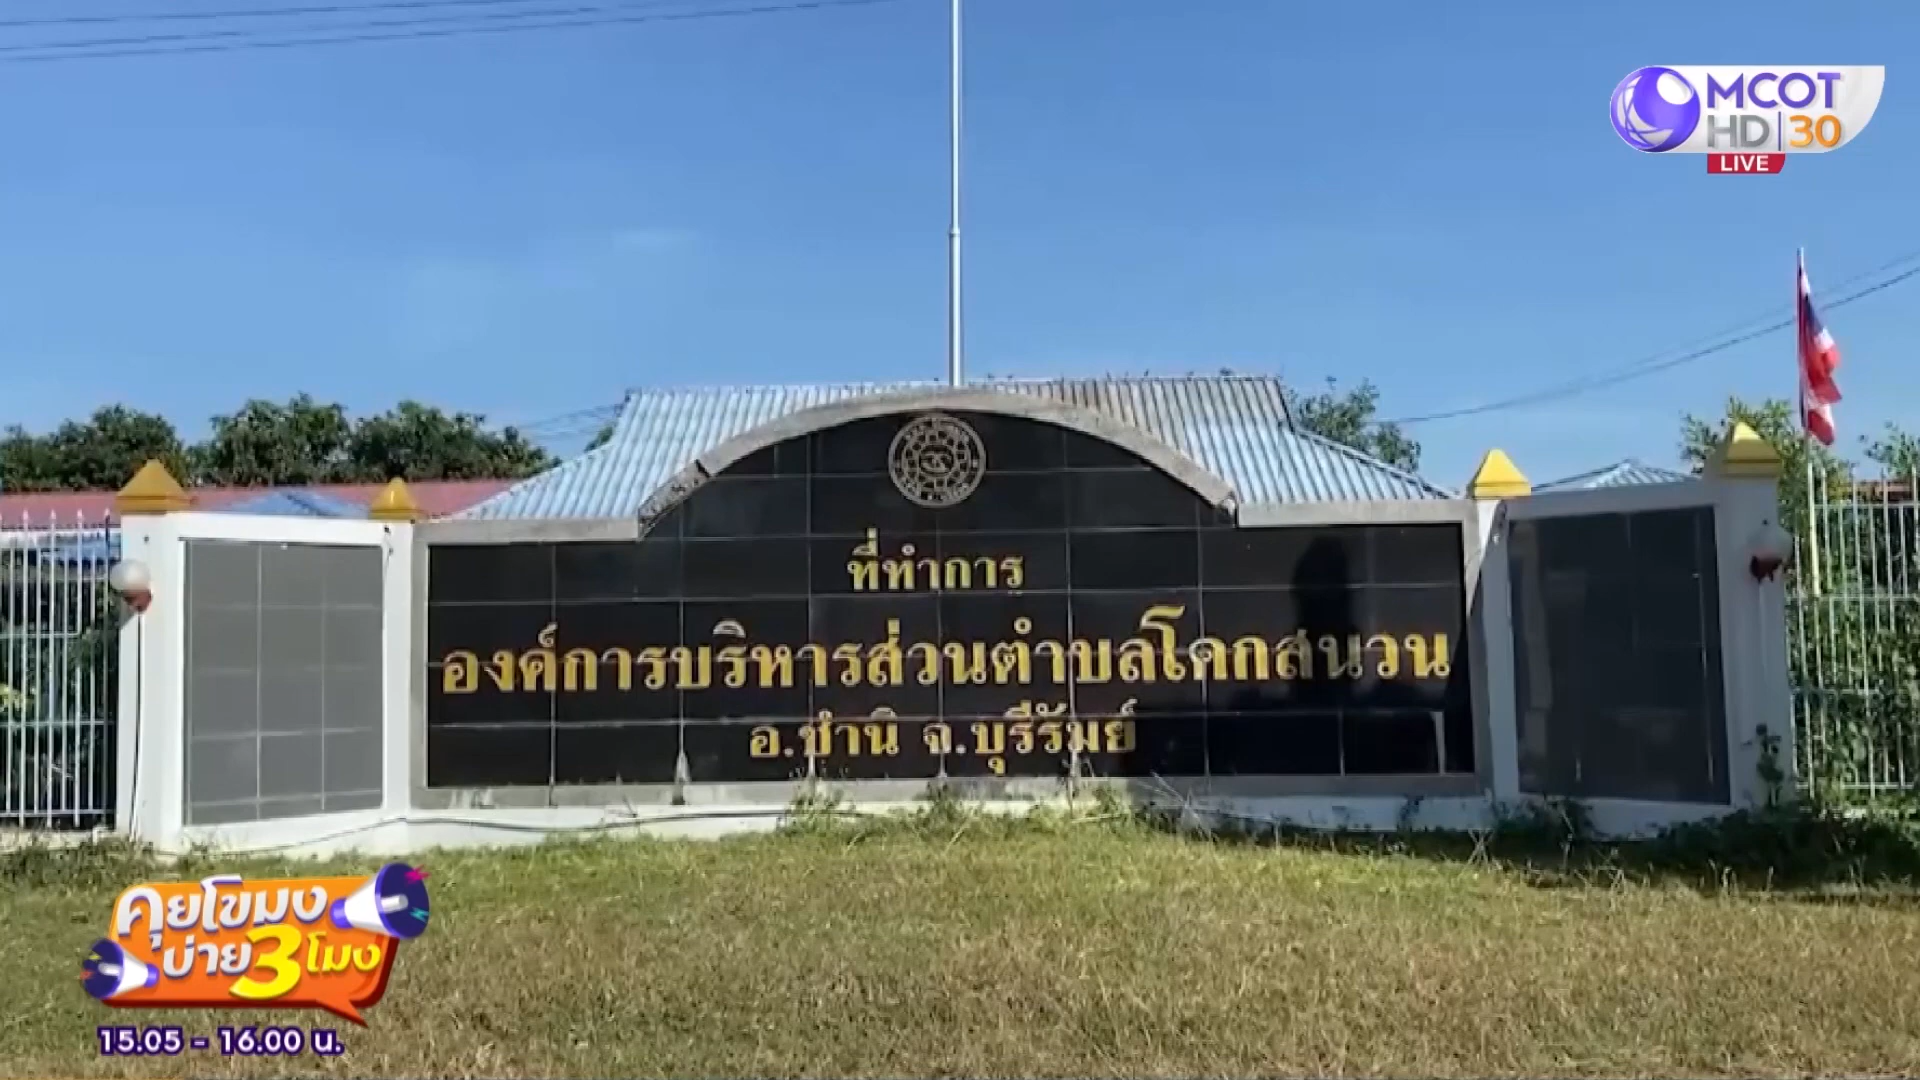 MCOT
HD 30
LIVE
ที่ทำการ
องค์การบริหารส่วนตำบลโคกสนวน
อ.ชำนิ จ.บุรีรัมย์
คุยโขมง
บ่าย 3 โมง
15.05 - 16.00 น.